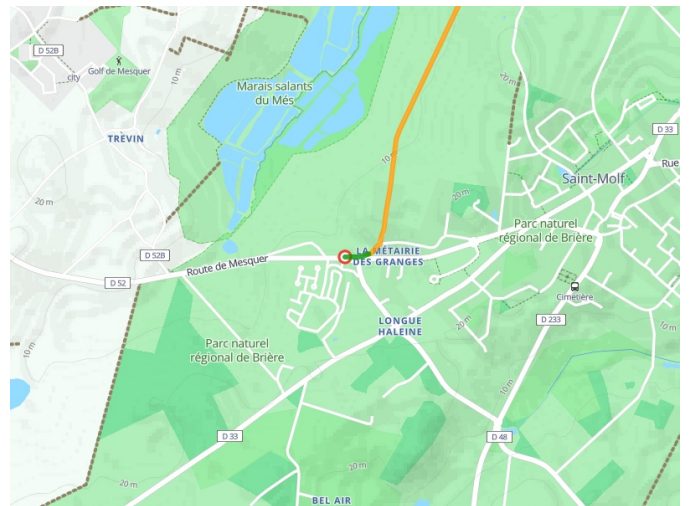 D 52B
city
Golf de Mesquer
10 m
Marais salants
du Més
TRÉVIN
D 33
Rue
Saint-Molf
20 m
20 m
Parc naturel
régional de Brière
LA MÉTAIRIE
DES GRANGES
D 52B
Route de Mesquer
D 52
Cimetière
LONGUE
HALEINE
D 233
20 m
10 m
10 m
Parc naturel
régional de Brière
10 m
D 33
D 48
20 m
20 m
BEL AIR